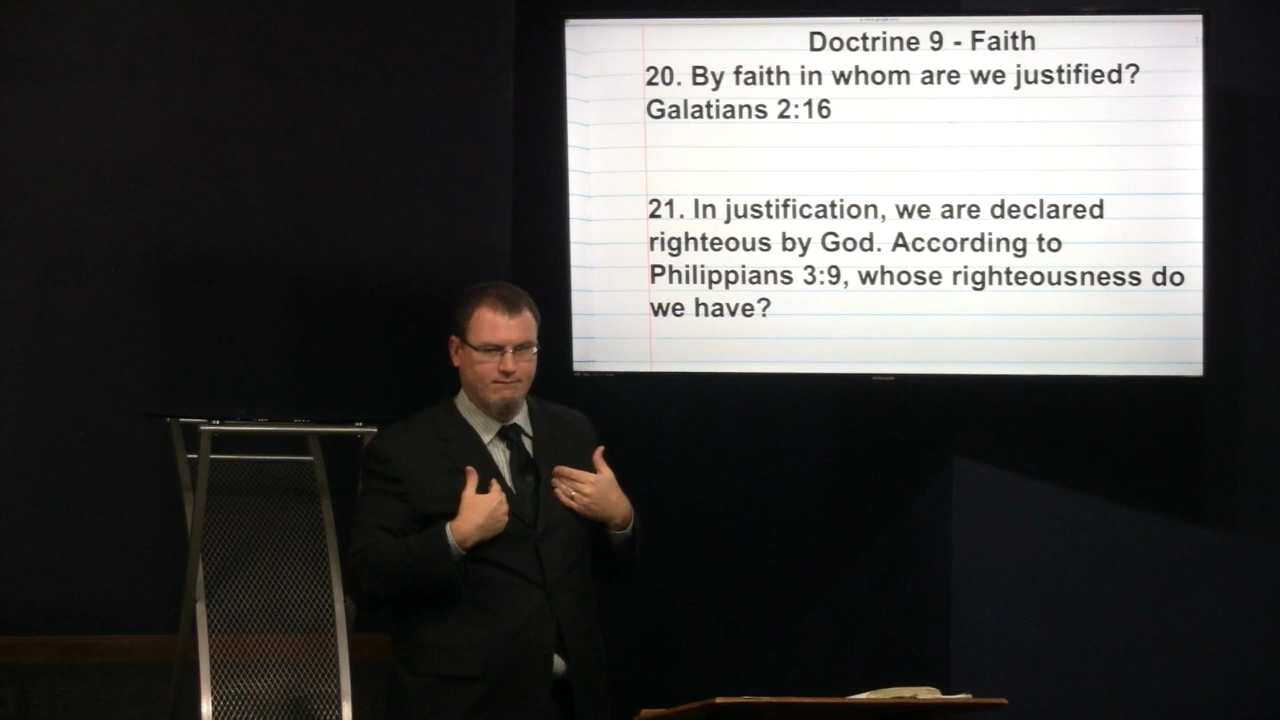 Doctrine 9 - Faith
20. By faith in whom are we justified?
Galatians 2:16
21. In justification, we are declared
righteous by God. According to
Philippians 3:9, whose righteousness do
we have?